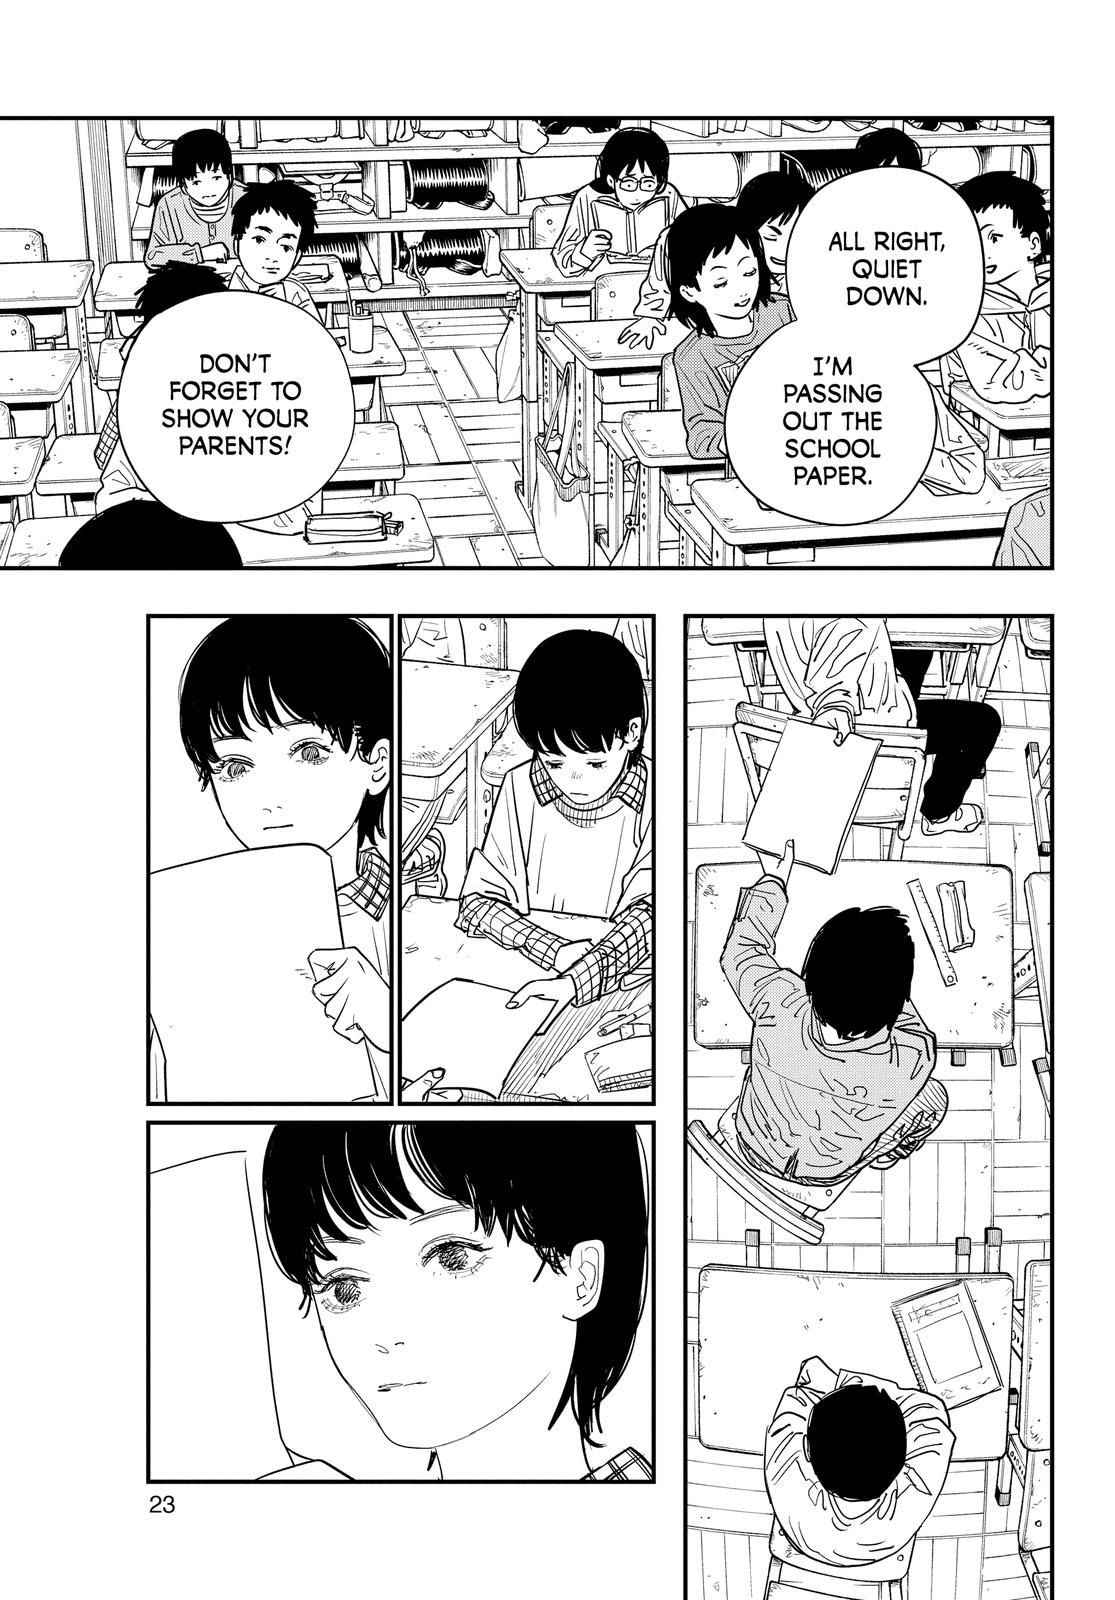 ALL RIGHT,
QUIET
DOWN.
I'M
PASSING
OUT THE
SCHOOL
PAPER.
DON'T
FORGET TO
SHOW YOUR
PARENTS!
23